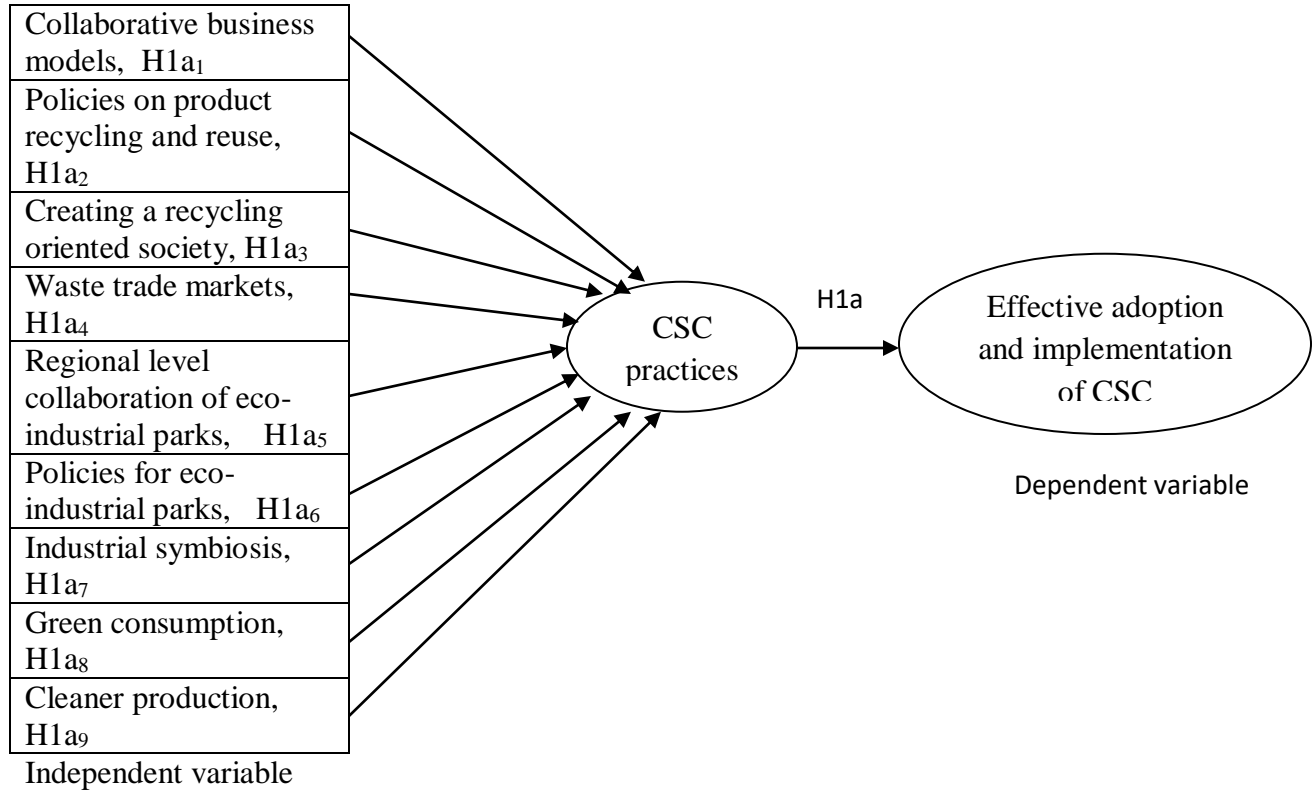 Collaborative business
models, H1a₁
Policies on product
recycling and reuse,
H1a₂
Creating a recycling
oriented society, H1a₃
Waste trade markets,
H1a₄
Regional level
collaboration of eco-
industrial parks, H1a₅
Policies for eco-
industrial parks, H1a₆
Industrial symbiosis,
H1a₇
Green consumption,
H1a₈
Cleaner production,
H1a₉
Independent variable
CSC
practices
H1a
Effective adoption
and implementation
of CSC
Dependent variable